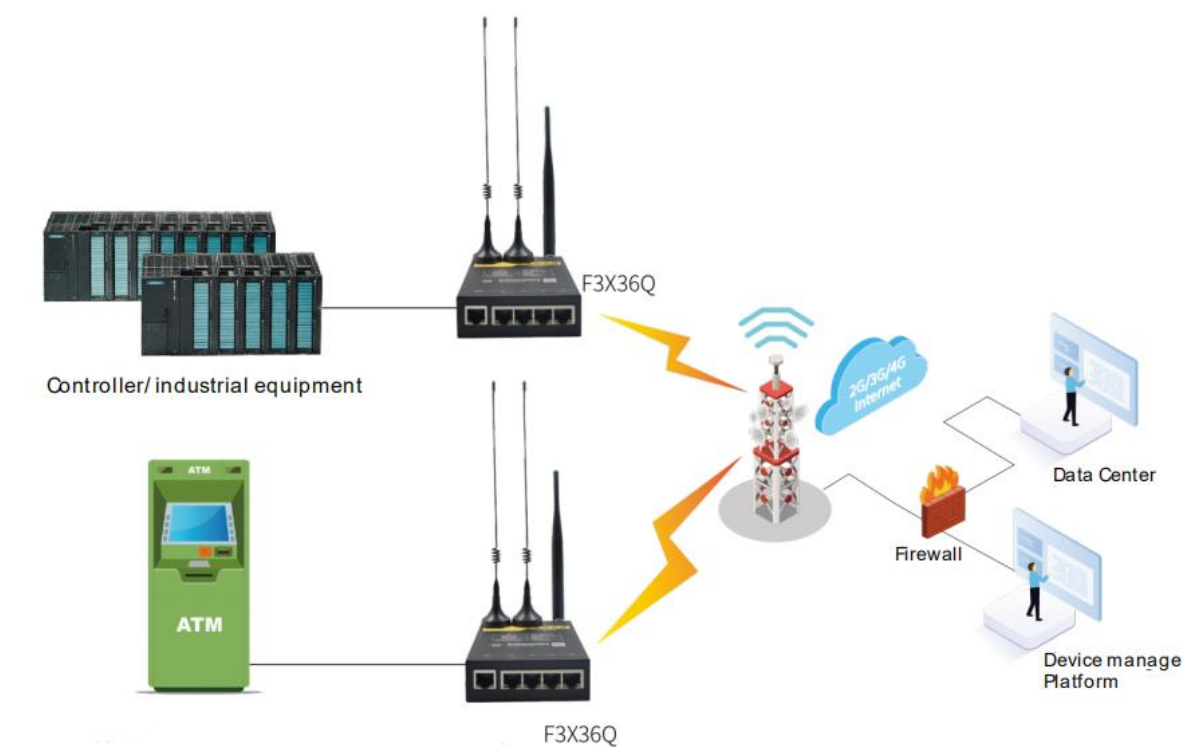 F3X36Q
Controller/ industrial equipment
2G/3G/4G
Internet
Data Center
Firewall
ATM
ATM
Device manage
Platform
F3X36Q